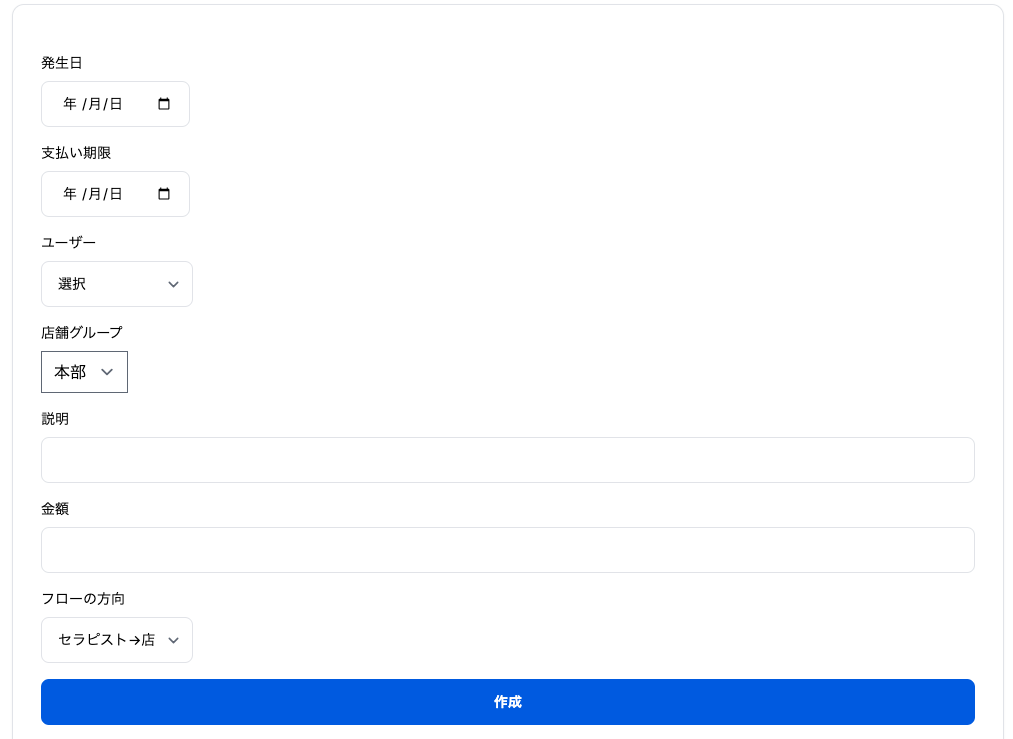 発生日
年 /月/日
支払い期限
年 /月/日
ユーザー
選択
店舗グループ
本部
説明
金額
フローの方向
セラピスト→店
作成